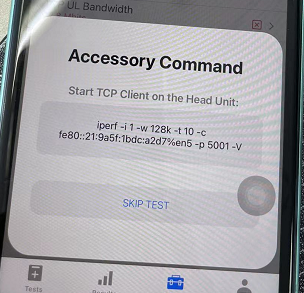 UL Bandwidth
Accessory Command
Start TCP Client on the Head Unit:
iperf -i 1 -w 128k -t 10 -c
fe80::21:9a5f:1bdc:a2d7%en5 -p 5001 -V
SKIP TEST
Tests